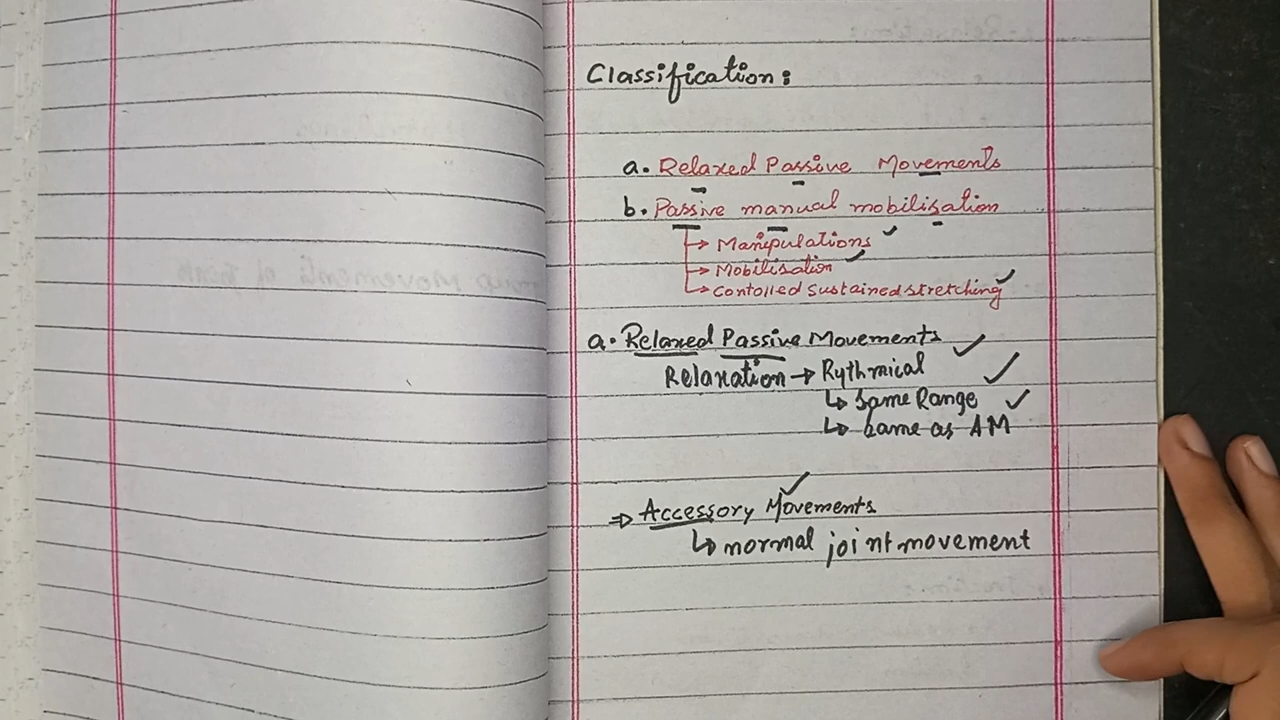 Classification:
a. Relaxed Passive Movements
b. Passive manual mobilisation
→ Manipulations ✓
→ Mobilisation ✓
→ Contolled sustained stretching ✓
a. Relaxed Passive Movements ✓
Relaxation → Rythmical ✓
↳ Same Range ✓
↳ Same as AM
⇒ Accessory Movements ✓
↳ normal joint movement